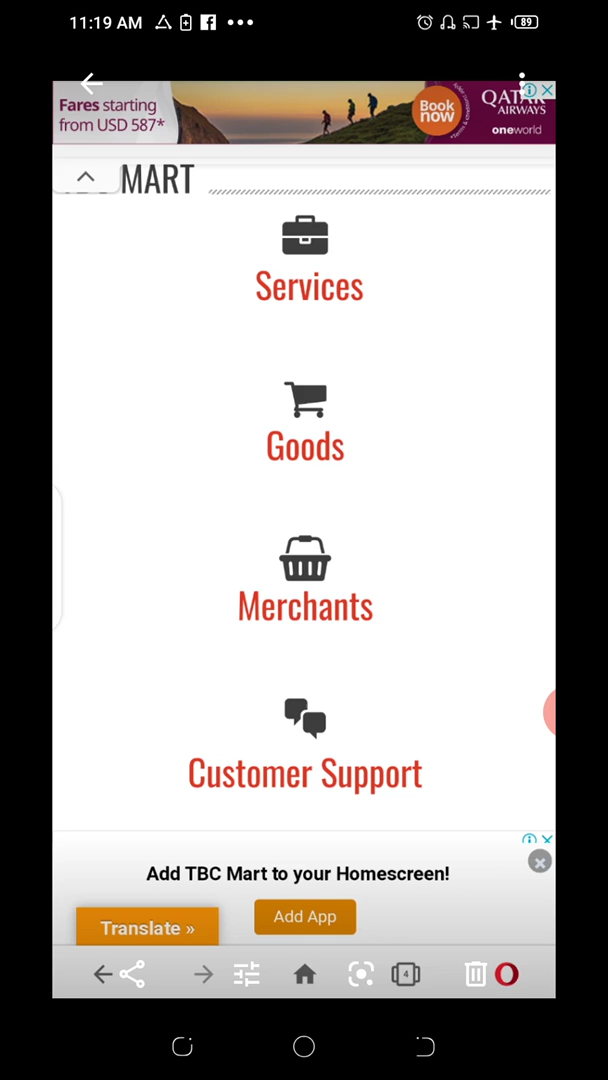 11:19 AM
89
Fares starting
from USD 587*
Book
now
QATAR
AIRWAYS
oneworld
MART
Services
Goods
Merchants
Customer Support
Add TBC Mart to your Homescreen!
Translate »
Add App
4